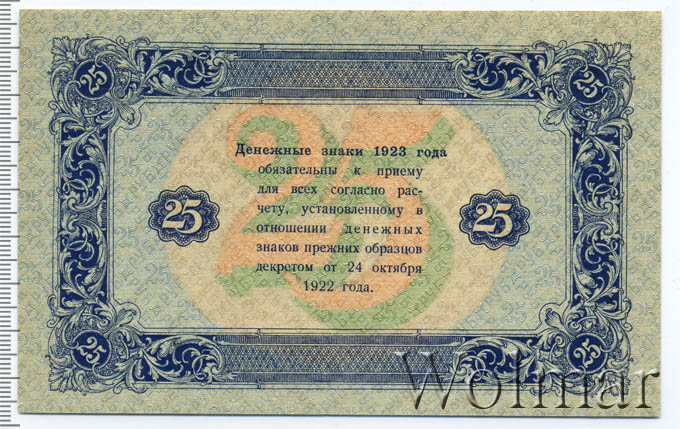 25 25
25
Денежные знаки 1923 года
обязательны к приему
для всех согласно рас-
чету, установленному в
отношении денежных
знаков прежних образцов
декретом от 24 октября
1922 года.
25 25
25 25
Wolmar